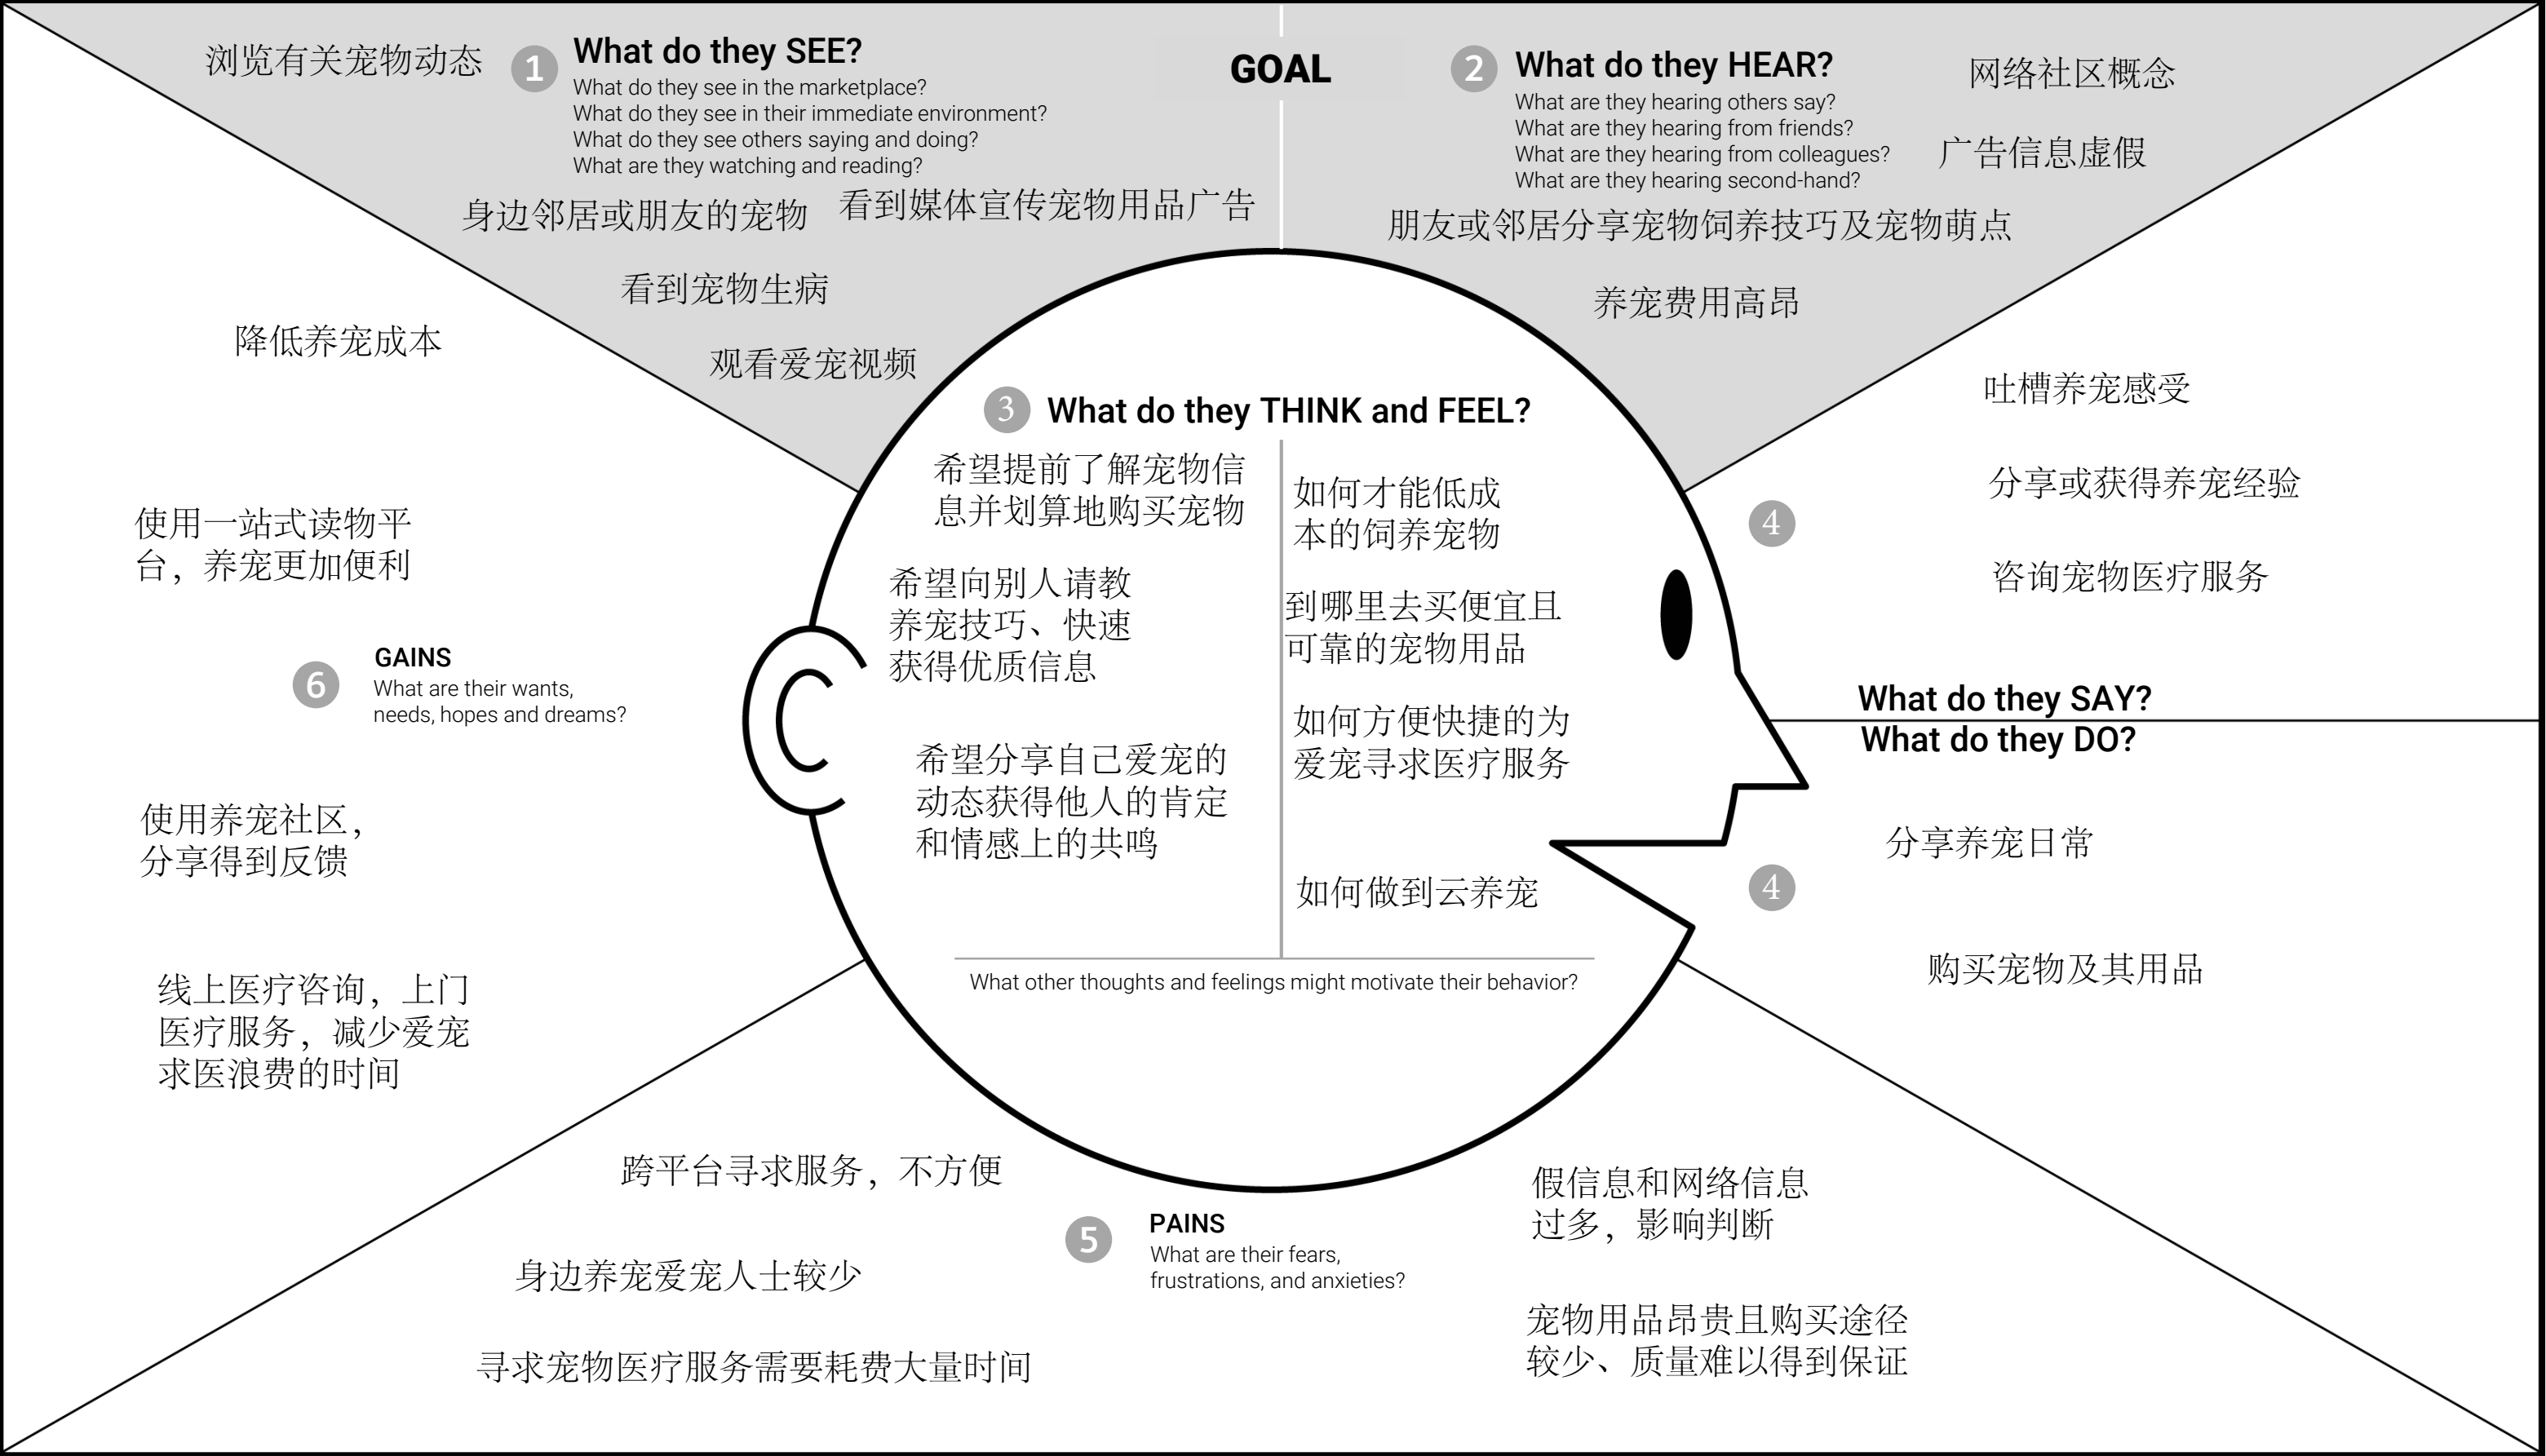 浏览有关宠物动态
1
What do they SEE?
What do they see in the marketplace?
What do they see in their immediate environment?
What do they see others saying and doing?
What are they watching and reading?
身边邻居或朋友的宠物
看到媒体宣传宠物用品广告
看到宠物生病
观看爱宠视频
GOAL
2
What do they HEAR?
What are they hearing others say?
What are they hearing from friends?
What are they hearing from colleagues?
What are they hearing second-hand?
网络社区概念
广告信息虚假
朋友或邻居分享宠物饲养技巧及宠物萌点
养宠费用高昂
3
What do they THINK and FEEL?
希望提前了解宠物信
息并划算地购买宠物
希望向别人请教
养宠技巧、快速
获得优质信息
希望分享自己爱宠的
动态获得他人的肯定
和情感上的共鸣
如何才能低成
本的饲养宠物
到哪里去买便宜且
可靠的宠物用品
如何方便快捷的为
爱宠寻求医疗服务
如何做到云养宠
What other thoughts and feelings might motivate their behavior?
4
吐槽养宠感受
分享或获得养宠经验
咨询宠物医疗服务
What do they SAY?
What do they DO?
4
分享养宠日常
购买宠物及其用品
5
PAINS
What are their fears,
frustrations, and anxieties?
跨平台寻求服务，不方便
身边养宠爱宠人士较少
寻求宠物医疗服务需要耗费大量时间
假信息和网络信息
过多，影响判断
宠物用品昂贵且购买途径
较少、质量难以得到保证
6
GAINS
What are their wants,
needs, hopes and dreams?
降低养宠成本
使用一站式读物平
台，养宠更加便利
使用养宠社区，
分享得到反馈
线上医疗咨询，上门
医疗服务，减少爱宠
求医浪费的时间